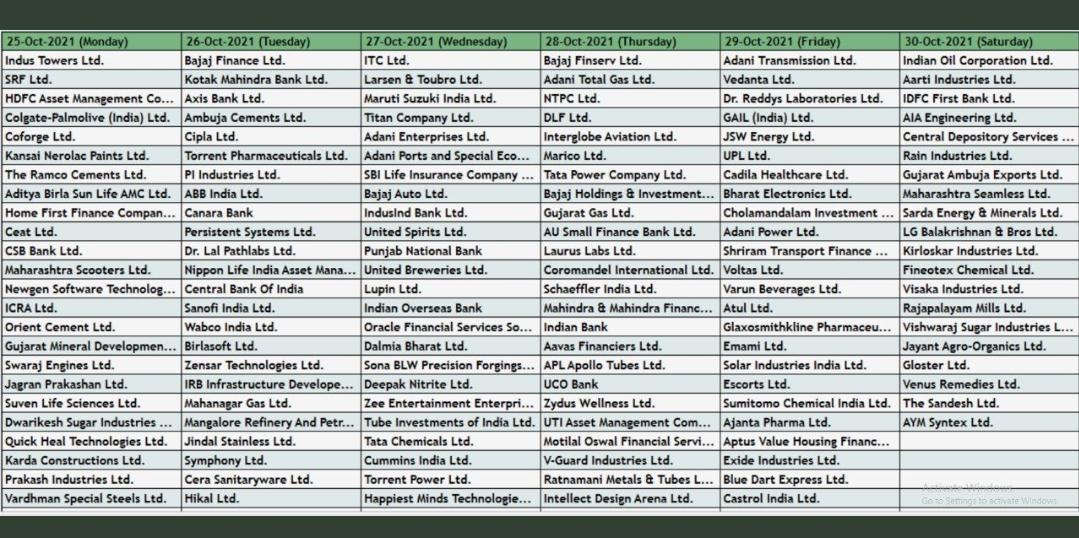 25-Oct-2021 (Monday) 26-Oct-2021 (Tuesday) 27-Oct-2021 (Wednesday) 28-Oct-2021 (Thursday) 29-Oct-2021 (Friday) 30-Oct-2021 (Saturday)
Indus Towers Ltd. Bajaj Finance Ltd. ITC Ltd. Bajaj Finserv Ltd. Adani Transmission Ltd. Indian Oil Corporation Ltd.
SRF Ltd. Kotak Mahindra Bank Ltd. Larsen & Toubro Ltd. Adani Total Gas Ltd. Vedanta Ltd. Aarti Industries Ltd.
HDFC Asset Management Co... Axis Bank Ltd. Maruti Suzuki India Ltd. NTPC Ltd. Dr. Reddys Laboratories Ltd. IDFC First Bank Ltd.
Colgate-Palmolive (India) Ltd. Ambuja Cements Ltd. Titan Company Ltd. DLF Ltd. GAIL (India) Ltd. AIA Engineering Ltd.
Coforge Ltd. Cipla Ltd. Adani Enterprises Ltd. Interglobe Aviation Ltd. JSW Energy Ltd. Central Depository Services ...
Kansai Nerolac Paints Ltd. Torrent Pharmaceuticals Ltd. Adani Ports and Special Eco... Marico Ltd. UPL Ltd. Rain Industries Ltd.
The Ramco Cements Ltd. PI Industries Ltd. SBI Life Insurance Company ... Tata Power Company Ltd. Cadila Healthcare Ltd. Gujarat Ambuja Exports Ltd.
Aditya Birla Sun Life AMC Ltd. ABB India Ltd. Bajaj Auto Ltd. Bajaj Holdings & Investment... Bharat Electronics Ltd. Maharashtra Seamless Ltd.
Home First Finance Compan... Canara Bank IndusInd Bank Ltd. Gujarat Gas Ltd. Cholamandalam Investment ... Sarda Energy & Minerals Ltd.
Ceat Ltd. Persistent Systems Ltd. United Spirits Ltd. AU Small Finance Bank Ltd. Adani Power Ltd. LG Balakrishnan & Bros Ltd.
CSB Bank Ltd. Dr. Lal Pathlabs Ltd. Punjab National Bank Laurus Labs Ltd. Shriram Transport Finance ... Kirloskar Industries Ltd.
Maharashtra Scooters Ltd. Nippon Life India Asset Mana... United Breweries Ltd. Coromandel International Ltd. Voltas Ltd. Fineotex Chemical Ltd.
Newgen Software Technolog... Central Bank Of India Lupin Ltd. Schaeffler India Ltd. Varun Beverages Ltd. Visaka Industries Ltd.
ICRA Ltd. Sanofi India Ltd. Indian Overseas Bank Mahindra & Mahindra Financ... Atul Ltd. Rajapalayam Mills Ltd.
Orient Cement Ltd. Wabco India Ltd. Oracle Financial Services So... Indian Bank Glaxosmithkline Pharmaceu... Vishwaraj Sugar Industries L...
Gujarat Mineral Developmen... Birlasoft Ltd. Dalmia Bharat Ltd. Aavas Financiers Ltd. Emami Ltd. Jayant Agro-Organics Ltd.
Swaraj Engines Ltd. Zensar Technologies Ltd. Sona BLW Precision Forgings... APL Apollo Tubes Ltd. Solar Industries India Ltd. Gloster Ltd.
Jagran Prakashan Ltd. IRB Infrastructure Develope... Deepak Nitrite Ltd. UCO Bank Escorts Ltd. Venus Remedies Ltd.
Suven Life Sciences Ltd. Mahanagar Gas Ltd. Zee Entertainment Enterpri... Zydus Wellness Ltd. Sumitomo Chemical India Ltd. The Sandesh Ltd.
Dwarikesh Sugar Industries ... Mangalore Refinery And Petr... Tube Investments of India Ltd. UTI Asset Management Com... Ajanta Pharma Ltd. AYM Syntex Ltd.
Quick Heal Technologies Ltd. Jindal Stainless Ltd. Tata Chemicals Ltd. Motilal Oswal Financial Servi... Aptus Value Housing Financ...
Karda Constructions Ltd. Symphony Ltd. Cummins India Ltd. V-Guard Industries Ltd. Exide Industries Ltd.
Prakash Industries Ltd. Cera Sanitaryware Ltd. Torrent Power Ltd. Ratnamani Metals & Tubes L... Blue Dart Express Ltd.
Vardhman Special Steels Ltd. Hikal Ltd. Happiest Minds Technologie... Intellect Design Arena Ltd. Castrol India Ltd.
Activate Windows
Go to Settings to activate Windows.